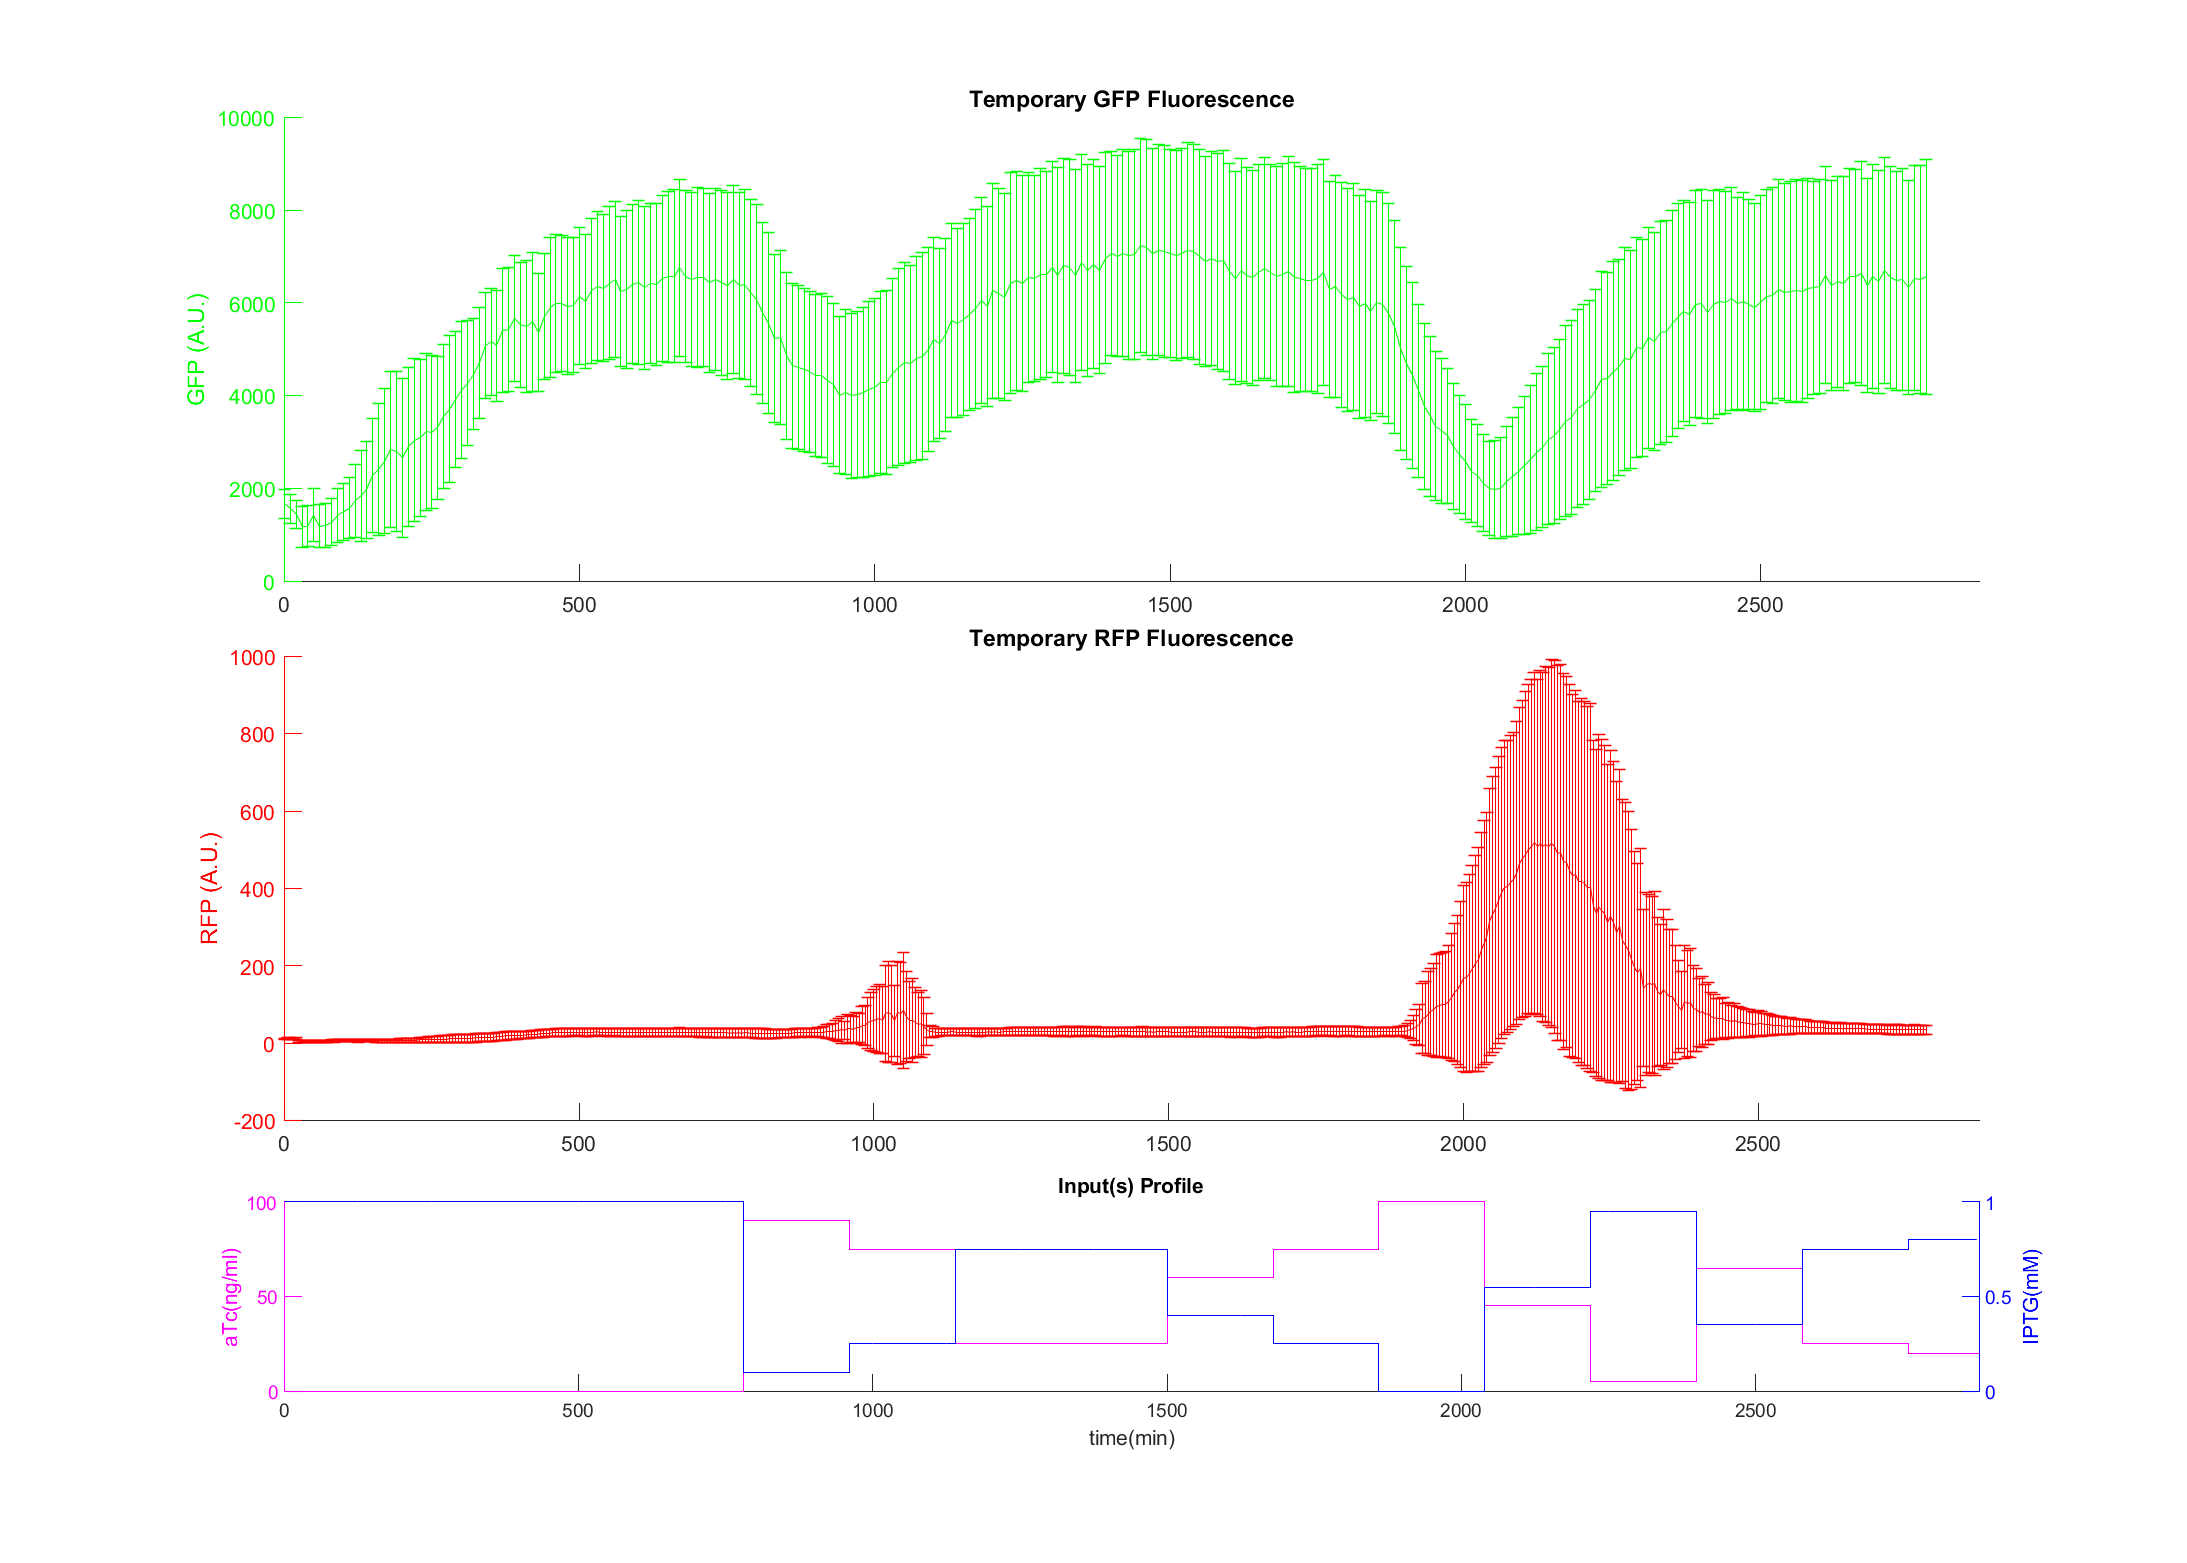 Temporary GFP Fluorescence
10000
8000
6000
4000
2000
0
GFP (A.U.)
0 500 1000 1500 2000 2500
Temporary RFP Fluorescence
1000
800
600
400
200
0
-200
RFP (A.U.)
0 500 1000 1500 2000 2500
Input(s) Profile
100
50
0
aTc(ng/ml)
1
0.5
0
IPTG(mM)
0 500 1000 1500 2000 2500
time(min)